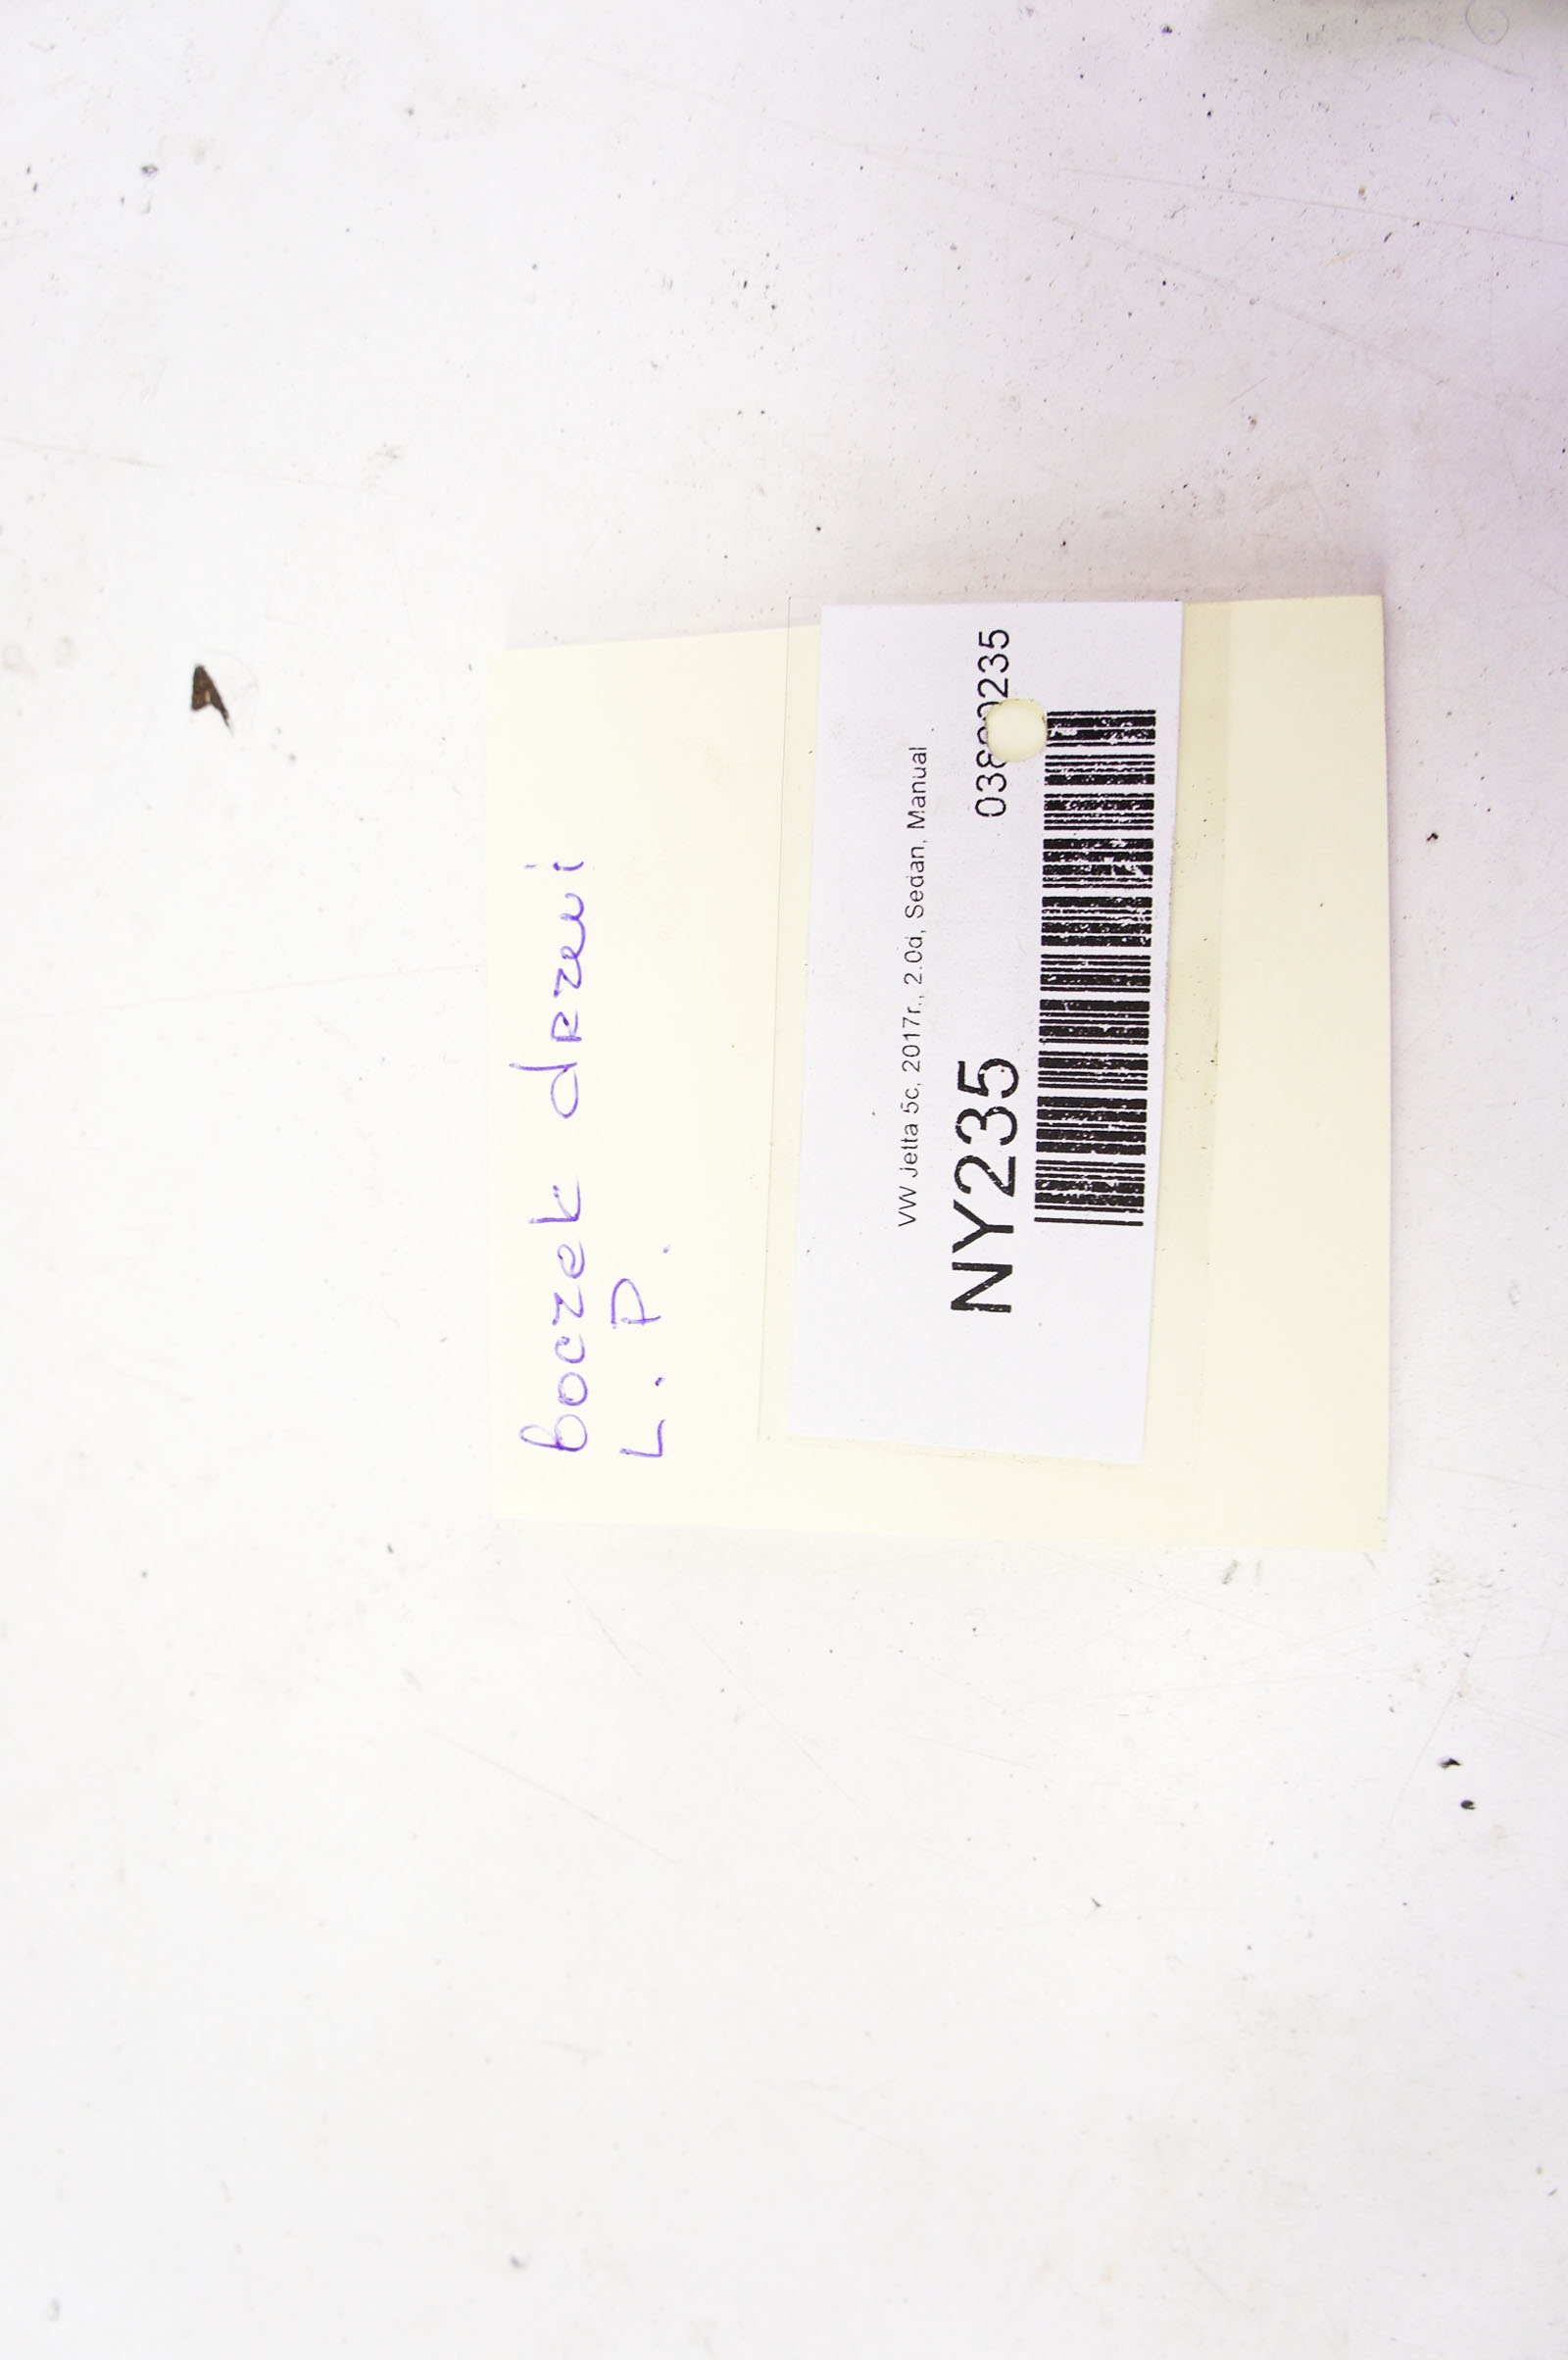 boczek drzwi
L. P.
VW Jetta 5c, 2017r., 2.0d, Sedan, Manual
NY235